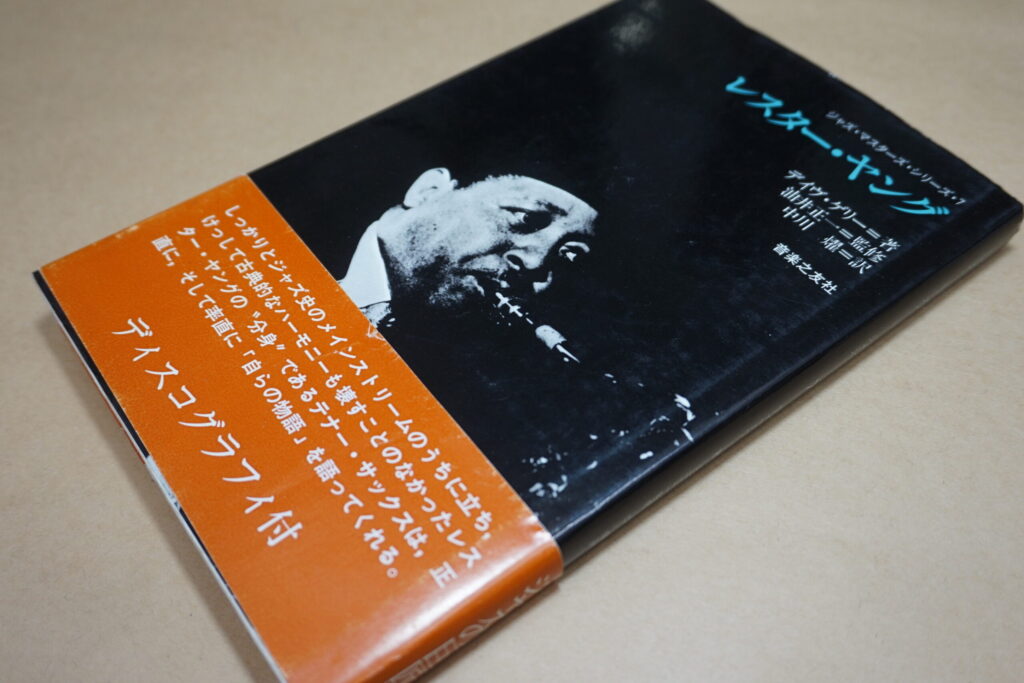 ジャズ・マスターズ・シリーズ・7
レスター・ヤング
デイヴ・ゲリー＝著
油井正一＝監修
中川 燿＝訳
音楽之友社
しっかりとジャズ史のメインストリームのうちに立ち，
けっして古典的なハーモニーも壊すことのなかったレス
ター・ヤングの〝分身〟であるテナー・サックスは，正
直に，そして率直に「自らの物語」を語ってくれる。
ディスコグラフィ付